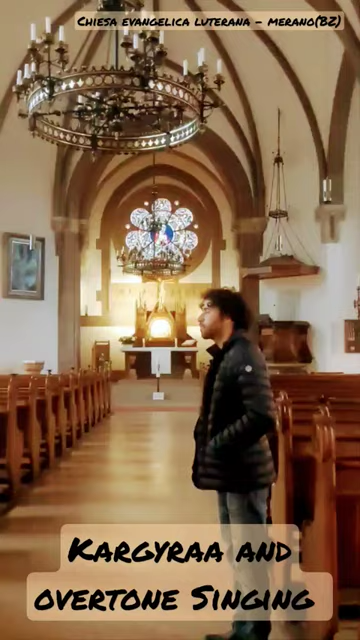 Chiesa evangelica luterana - merano(BZ)
Kargyraa and
overtone Singing